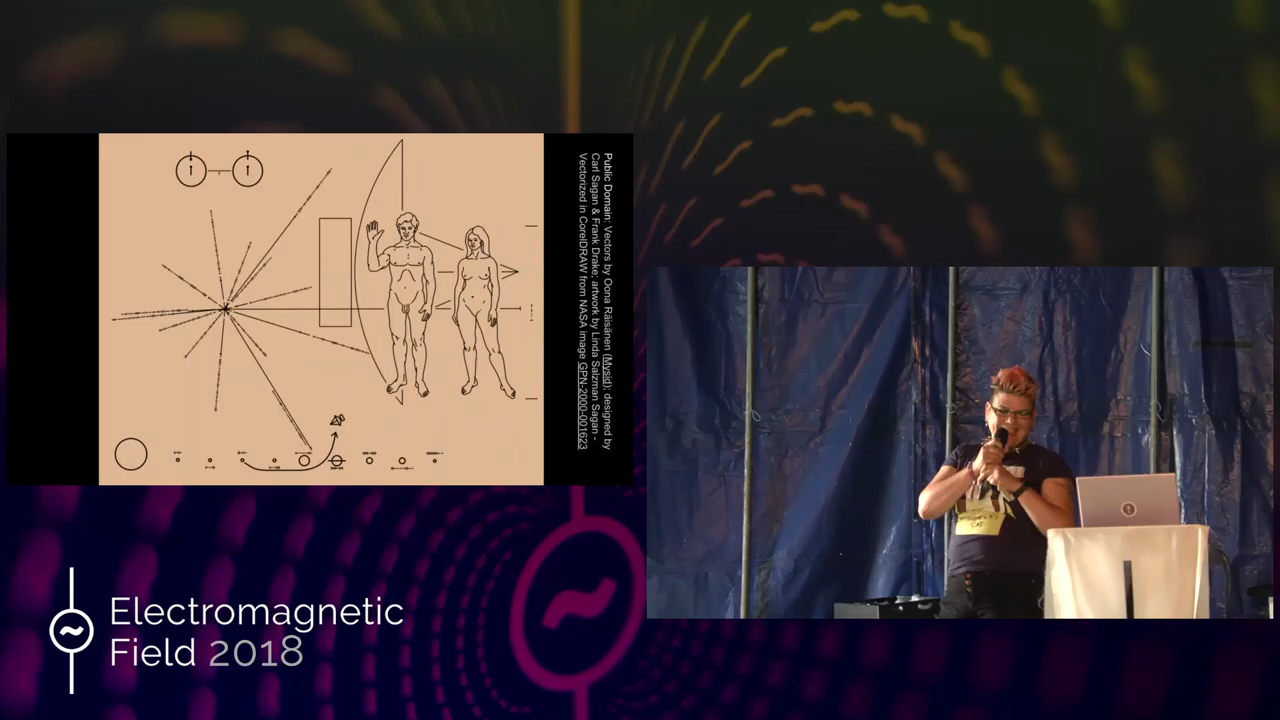 Public Domain: Vectors by Oona Räisänen (Mysid); designed by
Carl Sagan & Frank Drake; artwork by Linda Salzman Sagan -
Vectorized in CorelDRAW from NASA image GPN-2000-001623
Electromagnetic
Field 2018